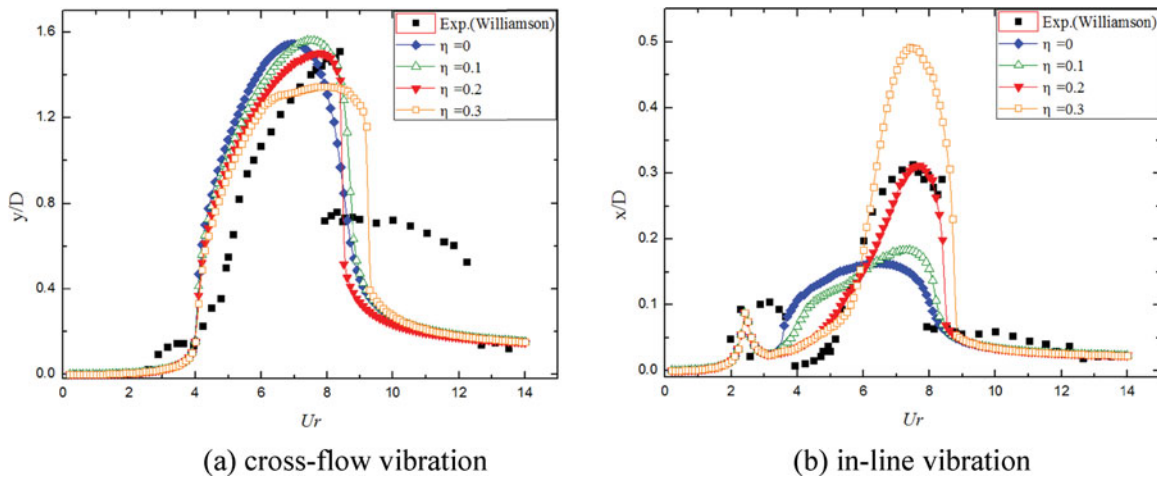 Exp.(Williamson)
η =0
η =0.1
η =0.2
η =0.3
1.6
1.2
0.8
0.4
0.0
y/D
0 2 4 6 8 10 12 14
Ur
(a) cross-flow vibration
Exp.(Williamson)
η =0
η =0.1
η =0.2
η =0.3
0.5
0.4
0.3
0.2
0.1
0.0
x/D
0 2 4 6 8 10 12 14
Ur
(b) in-line vibration